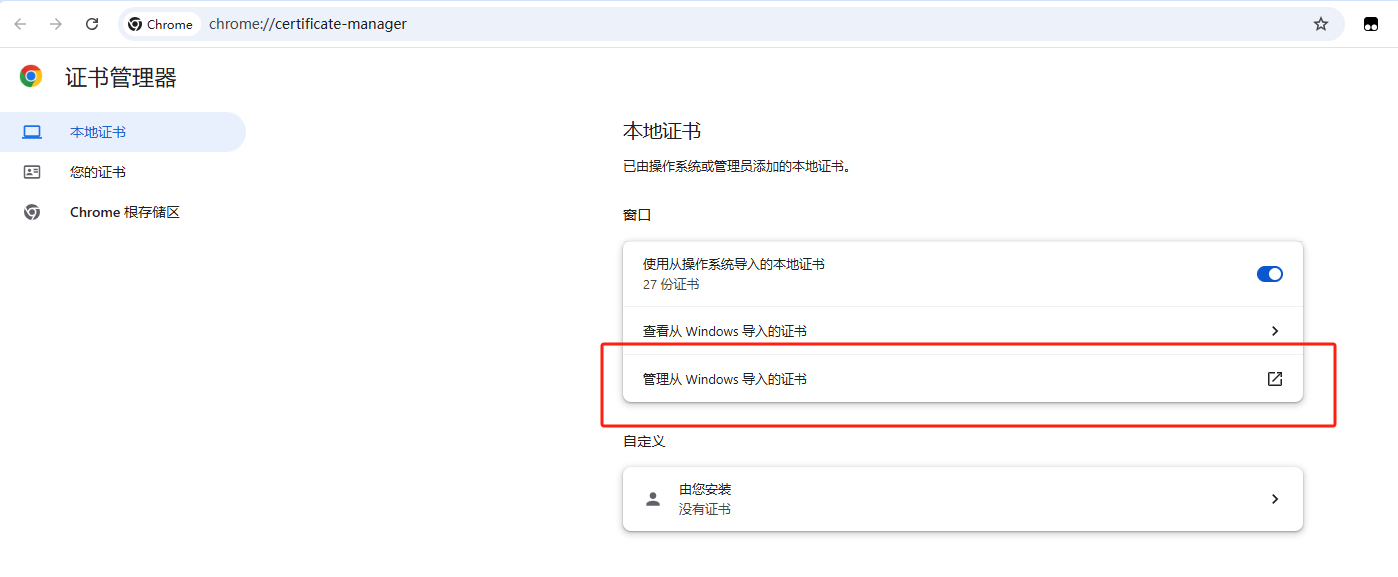 Chrome
chrome://certificate-manager
证书管理器
本地证书
您的证书
Chrome 根存储区
本地证书
已由操作系统或管理员添加的本地证书。
窗口
使用从操作系统导入的本地证书
27 份证书
查看从 Windows 导入的证书
管理从 Windows 导入的证书
自定义
由您安装
没有证书